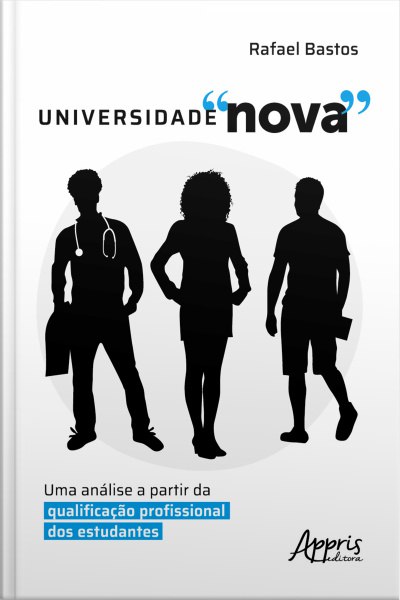 Rafael Bastos
UNIVERSIDADE “nova”
Uma análise a partir da
qualificação profissional
dos estudantes
Appris
editora